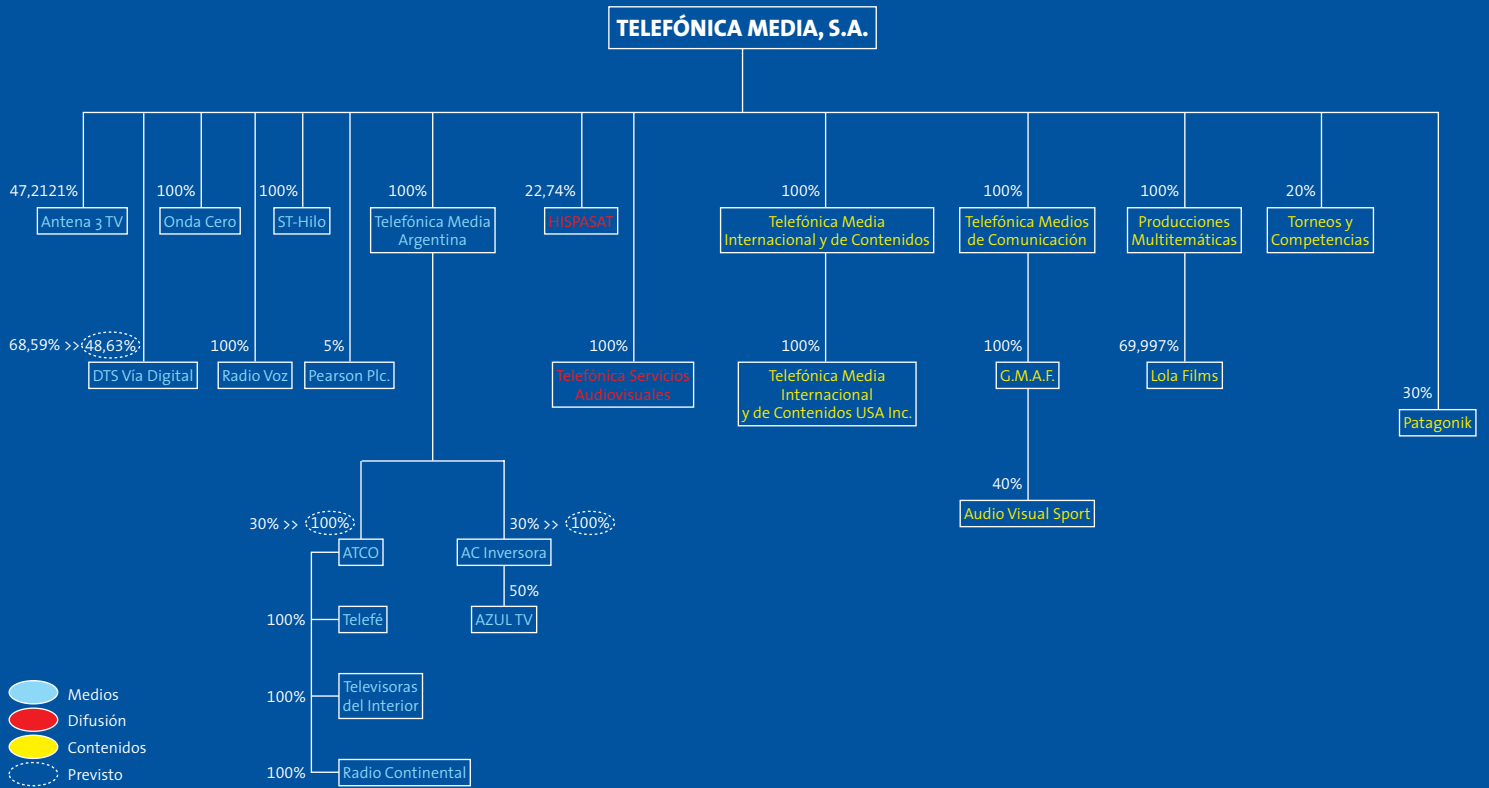 TELEFÓNICA MEDIA, S.A.
47,2121%
Antena 3 TV
100%
Onda Cero
100%
ST-Hilo
100%
Telefónica Media
Argentina
22,74%
HISPASAT
100%
Telefónica Media
Internacional y de Contenidos
100%
Telefónica Medios
de Comunicación
100%
Producciones
Multitemáticas
20%
Torneos y
Competencias
68,59% >> 48,63%
DTS Vía Digital
100%
Radio Voz
5%
Pearson Plc.
100%
Telefónica Servicios
Audiovisuales
100%
Telefónica Media
Internacional
y de Contenidos USA Inc.
100%
G.M.A.F.
69,997%
Lola Films
30%
Patagonik
40%
Audio Visual Sport
30% >> 100%
ATCO
30% >> 100%
AC Inversora
50%
AZUL TV
100%
Telefé
100%
Televisoras
del Interior
100%
Radio Continental
Medios
Difusión
Contenidos
Previsto